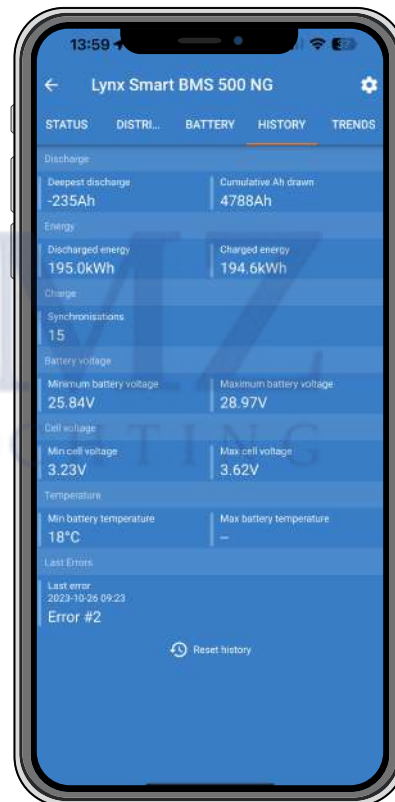 13:59
Lynx Smart BMS 500 NG
STATUS DISTRI... BATTERY HISTORY TRENDS
Discharge
Deepest discharge Cumulative Ah drawn
-235Ah 4788Ah
Energy
Discharged energy Charged energy
195.0kWh 194.6kWh
Charge
Synchronisations
15
Battery voltage
Minimum battery voltage Maximum battery voltage
25.84V 28.97V
Cell voltage
Min cell voltage Max cell voltage
3.23V 3.62V
Temperature
Min battery temperature Max battery temperature
18°C --
Last Errors
Last error
2023-10-26 09:23
Error #2
Reset history
MZ